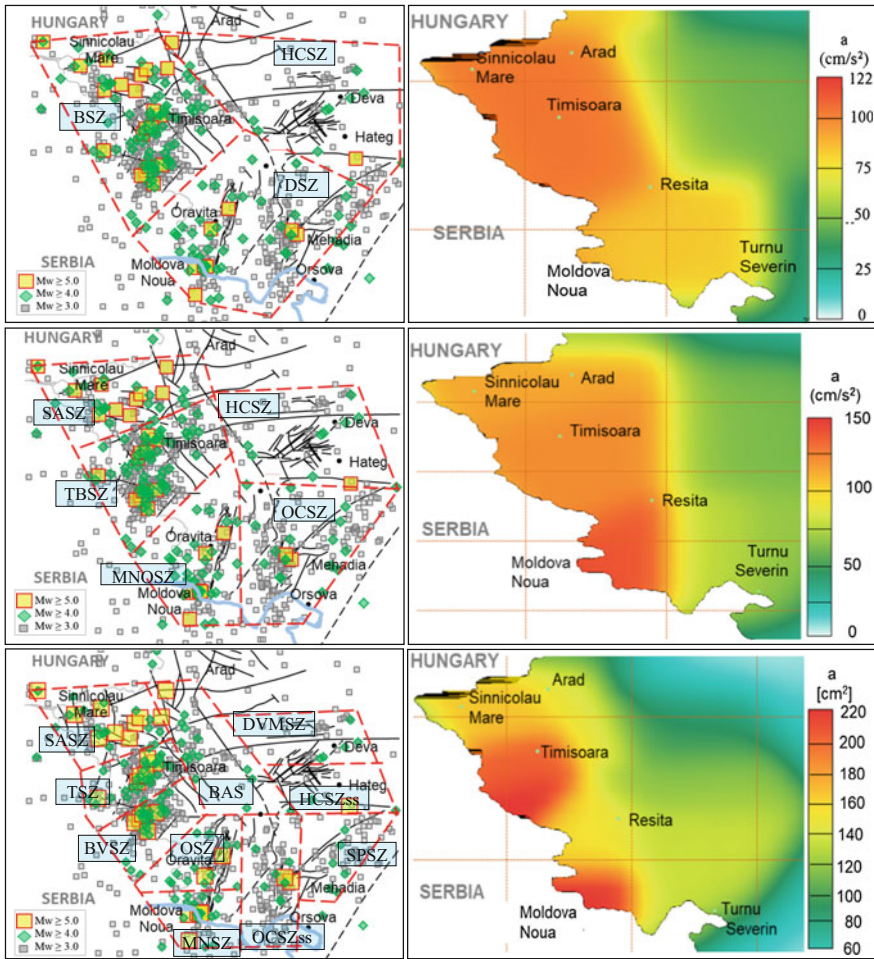 HUNGARY
Arad
Sinnicolau
Mare
HCSZ
Deva
BSZ
Timisoara
Hateg
DSZ
Oravita
Mehadia
SERBIA
Moldova
Noua
Orsova
Mw ≥ 5.0
Mw ≥ 4.0
Mw ≥ 3.0
HUNGARY
a
(cm/s²)
Sinnicolau
Mare
Arad
Timisoara
Resita
SERBIA
Moldova
Noua
Turnu
Severin
122
100
75
50
25
0
HUNGARY
Arad
Sinnicolau
Mare
SASZ
HCSZ
Deva
Timisoara
Hateg
TBSZ
OCSZ
Oravita
Mehadia
SERBIA
MNOSZ
Moldova
Noua
Orsova
Mw ≥ 5.0
Mw ≥ 4.0
Mw ≥ 3.0
HUNGARY
a
(cm/s²)
Sinnicolau
Mare
Arad
Timisoara
Resita
SERBIA
Moldova
Noua
Turnu
Severin
150
100
50
0
HUNGARY
Arad
Sinnicolau
Mare
DVMSZ
SASZ
Deva
Timisoara
TSZ
BAS
Hateg
HCSZss
BVSZ
OSZ
Oravita
SPSZ
Mehadia
SERBIA
Moldova
Noua
Orsova
MNSZ
OCSZss
Mw ≥ 5.0
Mw ≥ 4.0
Mw ≥ 3.0
HUNGARY
a
[cm²]
Sinnicolau
Mare
Arad
Timisoara
Resita
SERBIA
Moldova
Noua
Turnu
Severin
220
200
180
160
140
120
100
80
60